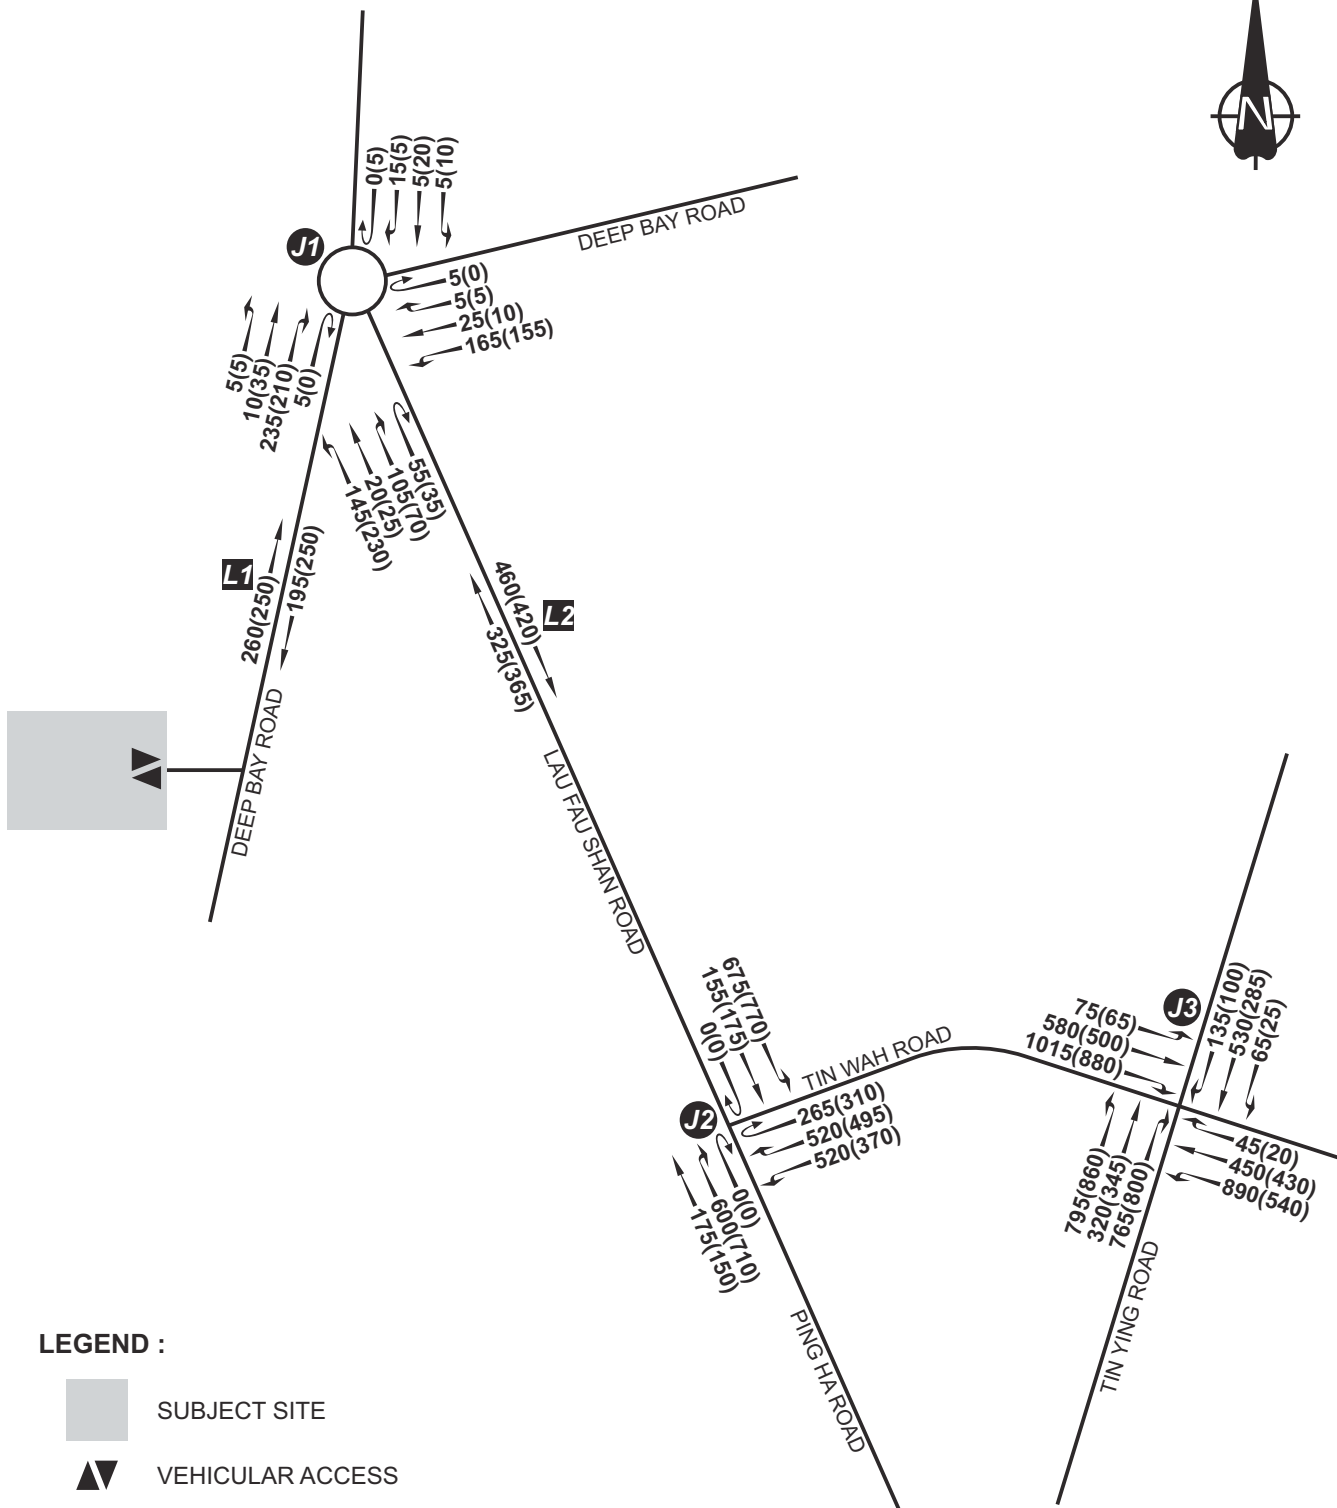 N
0(5)
15(5)
5(20)
5(10)
J1
DEEP BAY ROAD
5(0)
5(5)
25(10)
165(155)
5(5)
10(35)
235(210)
5(0)
55(35)
105(70)
20(25)
145(230)
L1
260(250)
195(250)
460(420)
L2
325(365)
DEEP BAY ROAD
LAU FAU SHAN ROAD
675(770)
155(175)
0(0)
TIN WAH ROAD
75(65)
580(500)
1015(880)
J3
135(100)
530(285)
65(25)
J2
265(310)
520(495)
520(370)
0(0)
600(710)
175(150)
795(860)
320(345)
765(800)
45(20)
450(430)
890(540)
PING HA ROAD
TIN YING ROAD
LEGEND :
SUBJECT SITE
VEHICULAR ACCESS